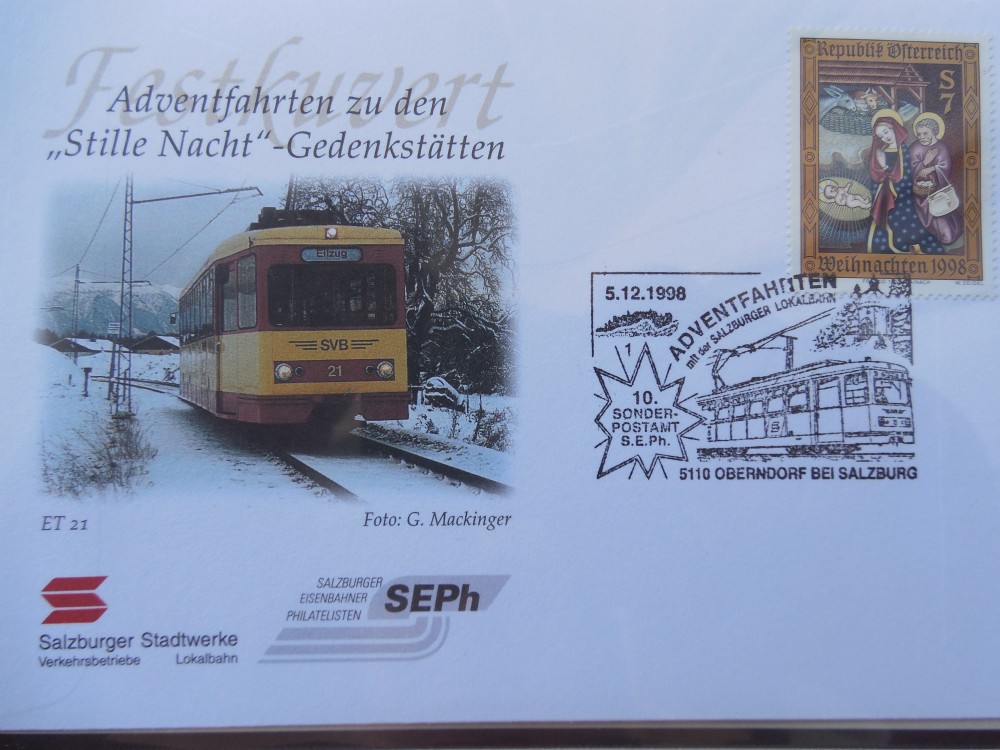 Festkuvert
Adventfahrten zu den
„Stille Nacht“-Gedenkstätten
Eilzug
SVB
21
ET 21
Foto: G. Mackinger
Salzburger Stadtwerke
Verkehrsbetriebe Lokalbahn
SALZBURGER
EISENBAHNER
PHILATELISTEN
SEPh
Republik Österreich
S
7
Weihnachten 1998
5.12.1998
ADVENTFAHRTEN
mit der SALZBURGER LOKALBAHN
1
10.
SONDER-
POSTAMT
S.E.Ph.
5110 OBERNDORF BEI SALZBURG